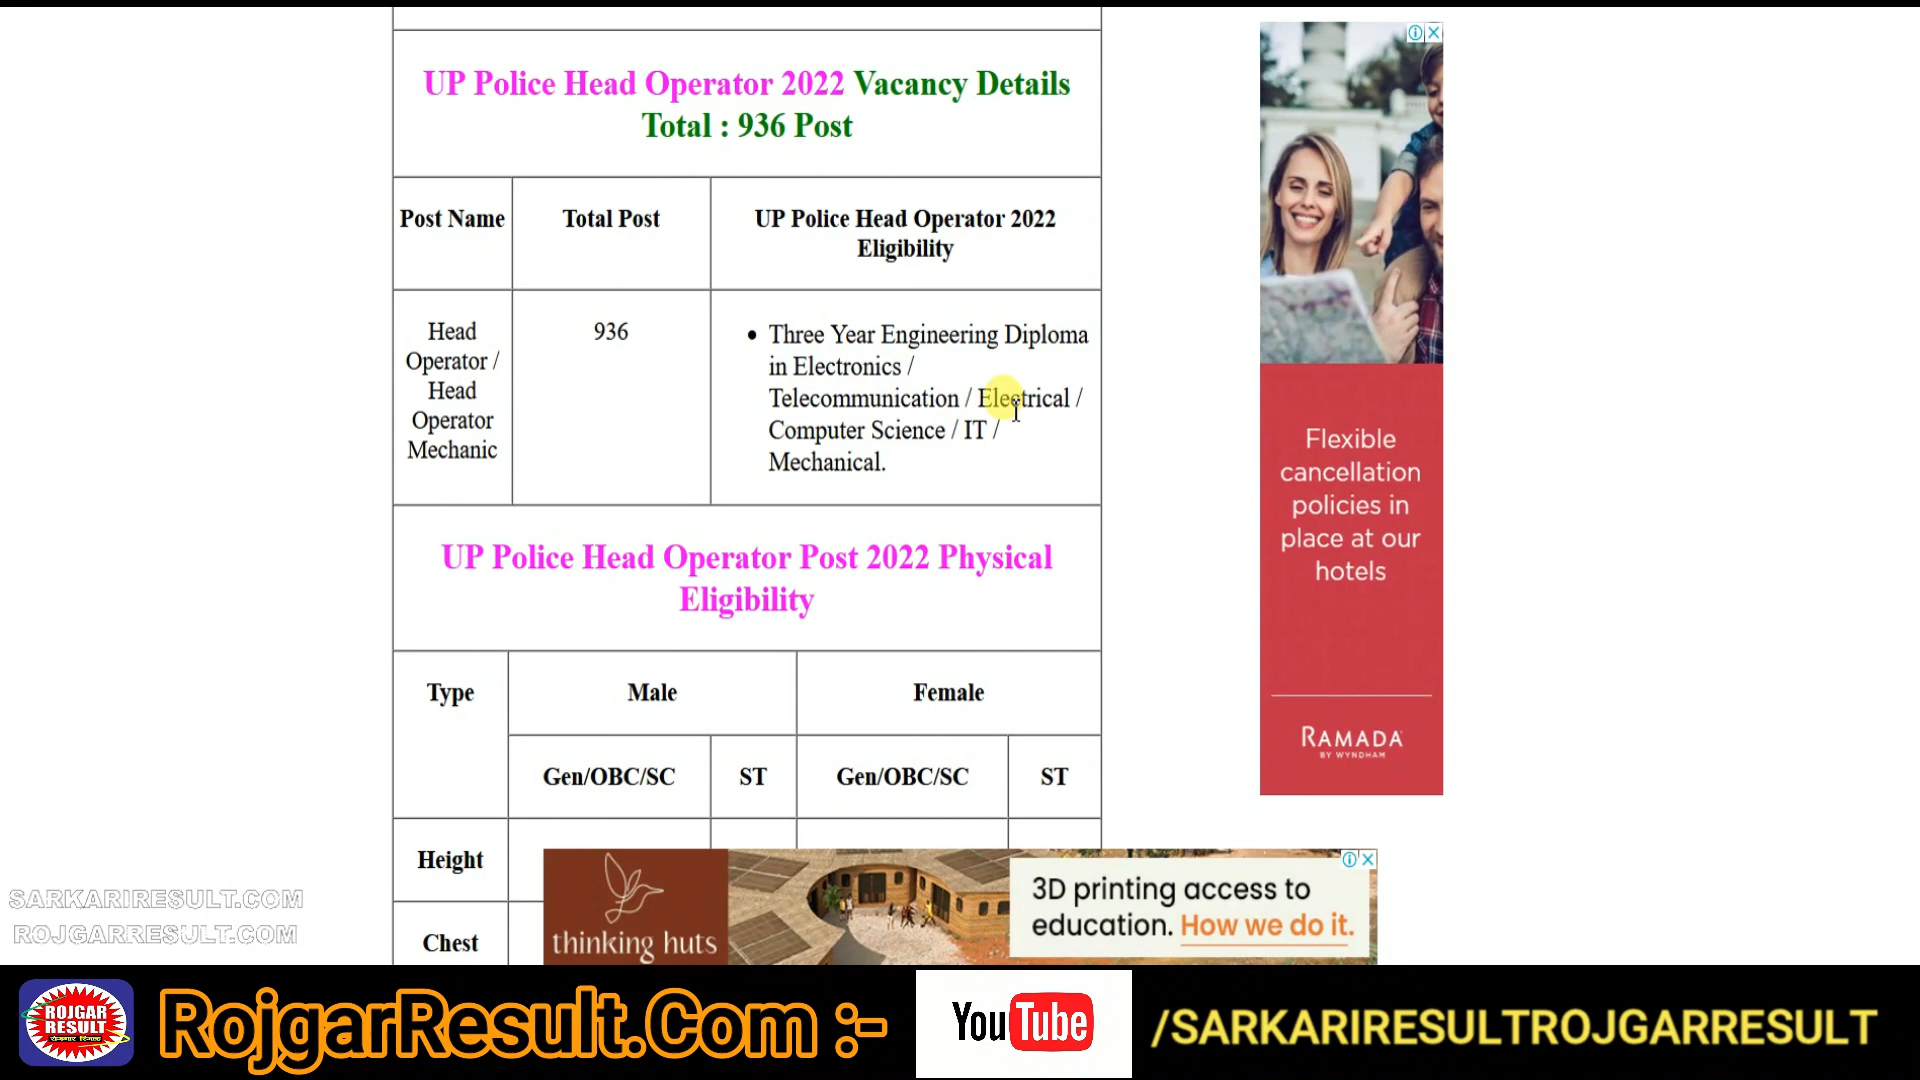 UP Police Head Operator 2022 Vacancy Details
Total : 936 Post
Post Name
Total Post
UP Police Head Operator 2022
Eligibility
Head
Operator /
Head
Operator
Mechanic
936
• Three Year Engineering Diploma
in Electronics /
Telecommunication / Electrical /
Computer Science / IT /
Mechanical.
UP Police Head Operator Post 2022 Physical
Eligibility
Type
Male
Female
Gen/OBC/SC
ST
Gen/OBC/SC
ST
Height
Chest
Flexible
cancellation
policies in
place at our
hotels
RAMADA
BY WYNDHAM
thinking huts
3D printing access to
education. How we do it.
SARKARIRESULT.COM
ROJGARRESULT.COM
ROJGAR
RESULT
रोजगार रिजल्ट
RojgarResult.Com :-
YouTube
/SARKARIRESULTROJGARRESULT